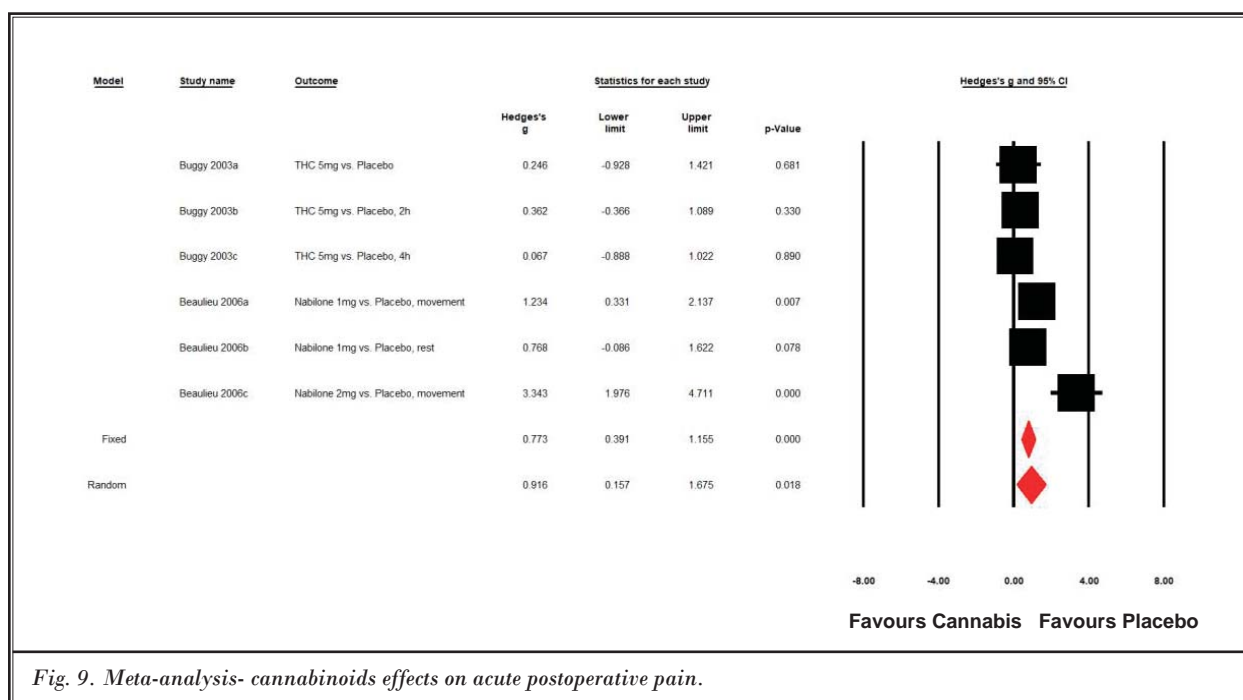 Model Study name Outcome Statistics for each study Hedges's g and 95% CI
Hedges's g Lower limit Upper limit p-Value
Buggy 2003a THC 5mg vs. Placebo 0.246 -0.928 1.421 0.681
Buggy 2003b THC 5mg vs. Placebo, 2h 0.362 -0.366 1.089 0.330
Buggy 2003c THC 5mg vs. Placebo, 4h 0.067 -0.888 1.022 0.890
Beaulieu 2006a Nabilone 1mg vs. Placebo, movement 1.234 0.331 2.137 0.007
Beaulieu 2006b Nabilone 1mg vs. Placebo, rest 0.768 -0.086 1.622 0.078
Beaulieu 2006c Nabilone 2mg vs. Placebo, movement 3.343 1.976 4.711 0.000
Fixed 0.773 0.391 1.155 0.000
Random 0.916 0.157 1.675 0.018
-8.00 -4.00 0.00 4.00 8.00
Favours Cannabis Favours Placebo
Fig. 9. Meta-analysis- cannabinoids effects on acute postoperative pain.